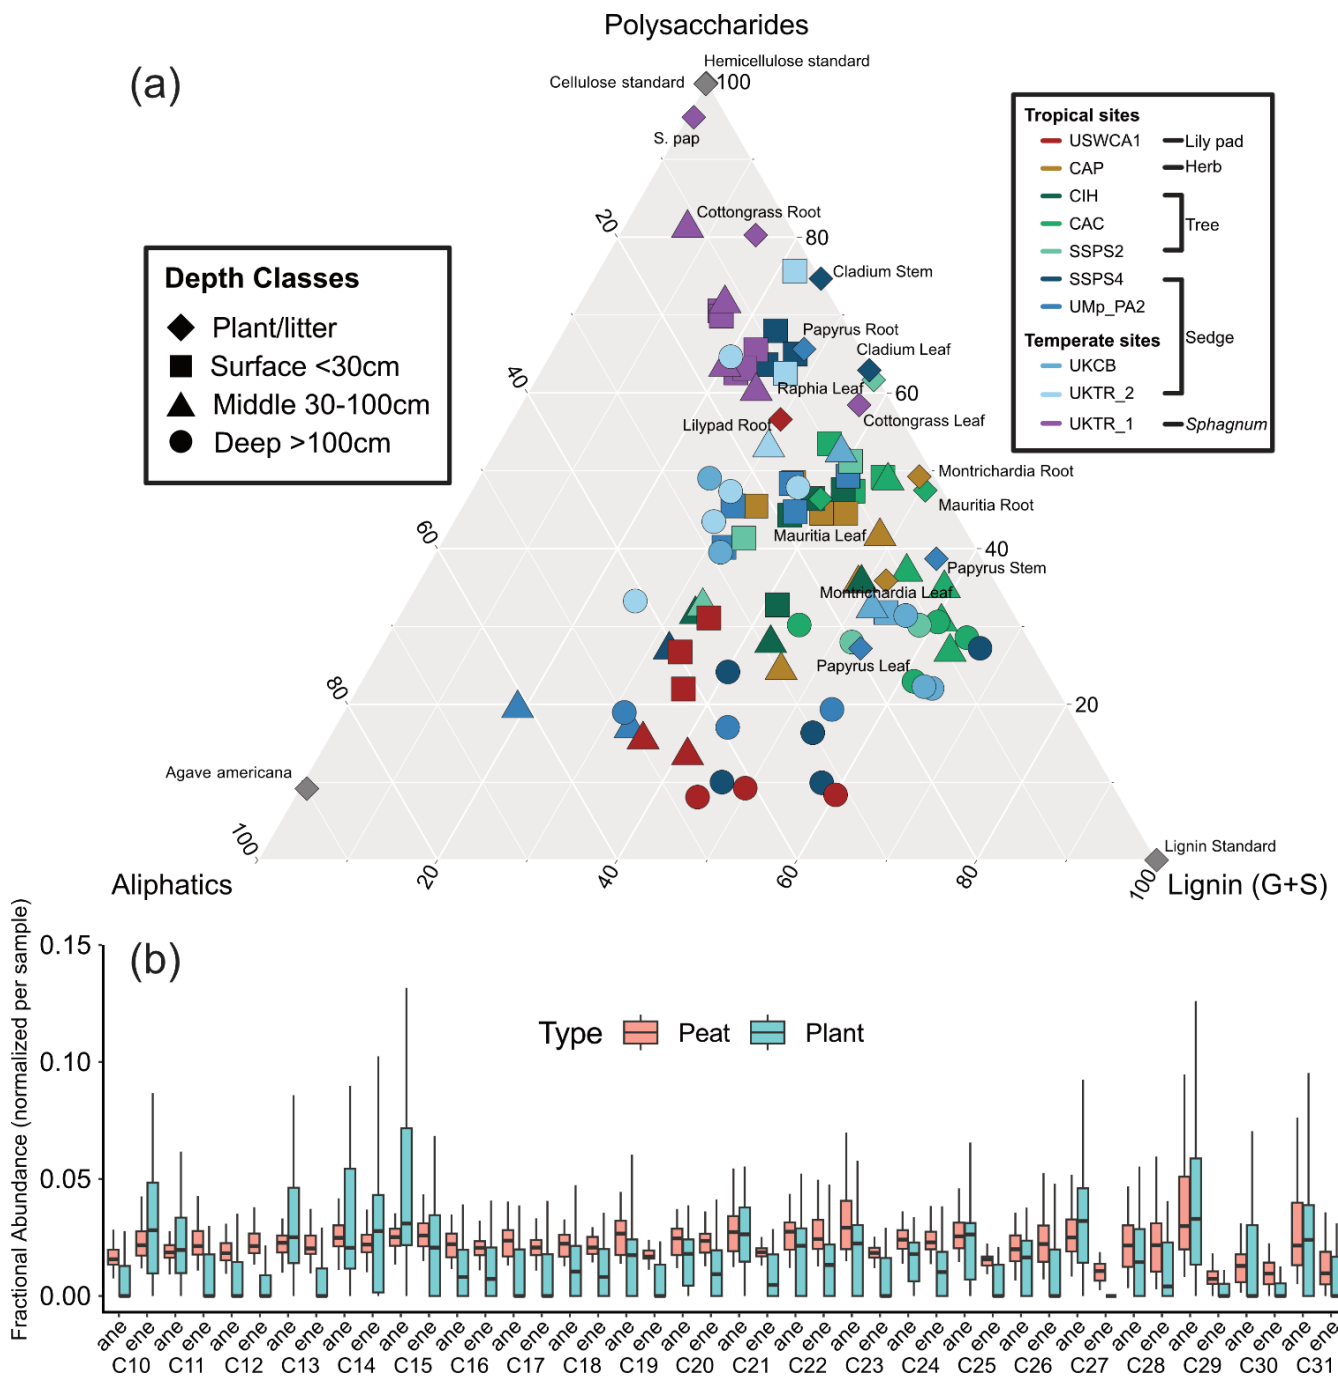 Polysaccharides
(a)
Hemicellulose standard
Cellulose standard
100
S. pap
Tropical sites
USWCA1
Lily pad
CAP
Herb
CIH
CAC
Tree
SSPS2
SSPS4
UMp_PA2
Sedge
Temperate sites
UKCB
UKTR_2
UKTR_1
Sphagnum
Depth Classes
Plant/litter
Surface <30cm
Middle 30-100cm
Deep >100cm
20
Cottongrass Root
80
Cladium Stem
Papyrus Root
Cladium Leaf
40
Raphia Leaf
60
Cottongrass Leaf
Lilypad Root
Montrichardia Root
Mauritia Root
60
Mauritia Leaf
40
Papyrus Stem
Montrichardia Leaf
Papyrus Leaf
80
20
Agave americana
100
Lignin Standard
20
40
60
80
100
Aliphatics
Lignin (G+S)
(b)
Fractional Abundance (normalized per sample)
0.15
0.10
0.05
0.00
Type
Peat
Plant
ane ene ane ene ane ene ane ene ane ene ane ene ane ene ane ene ane ene ane ene ane ene ane ene ane ene ane ene ane ene ane ene ane ene ane ene ane ene ane ene ane ene ane ene
C10 C11 C12 C13 C14 C15 C16 C17 C18 C19 C20 C21 C22 C23 C24 C25 C26 C27 C28 C29 C30 C31